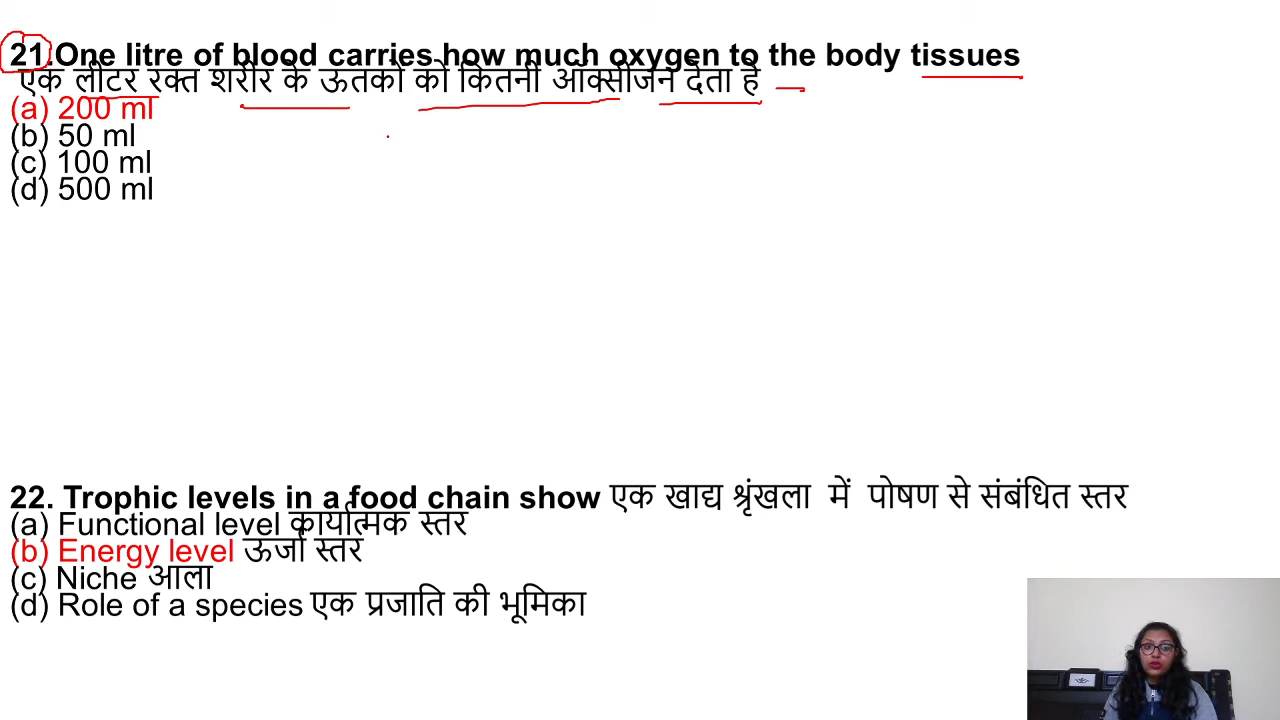 21.One litre of blood carries how much oxygen to the body tissues
एक लीटर रक्त शरीर के ऊतकों को कितनी ऑक्सीजन देता है
(a) 200 ml
(b) 50 ml
(c) 100 ml
(d) 500 ml
22. Trophic levels in a food chain show एक खाद्य श्रृंखला में पोषण से संबंधित स्तर
(a) Functional level कार्यात्मक स्तर
(b) Energy level ऊर्जा स्तर
(c) Niche आला
(d) Role of a species एक प्रजाति की भूमिका